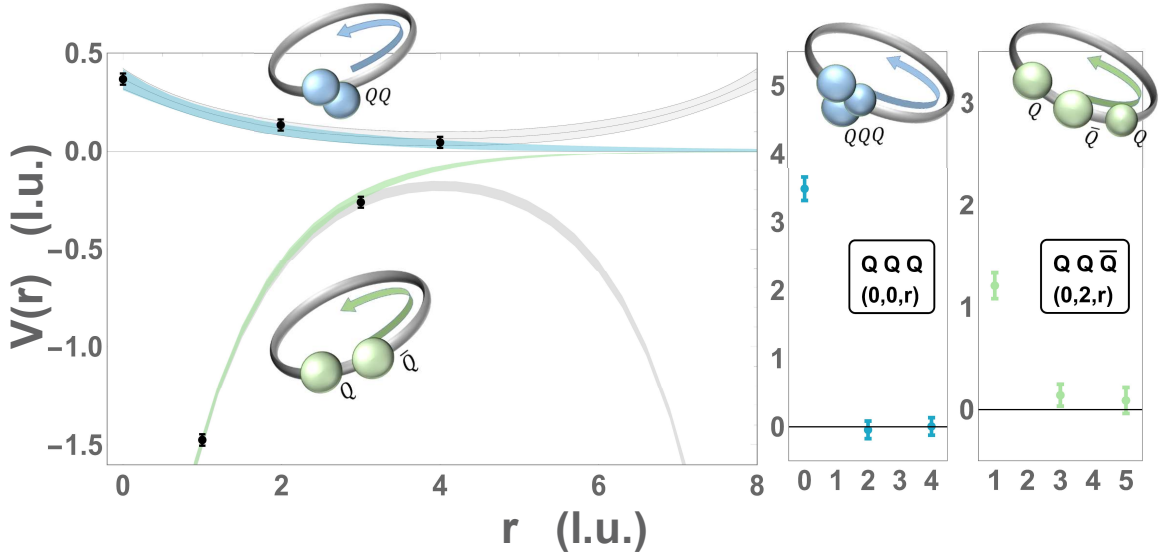 V(r) (l.u.)
0.5
0.0
−0.5
−1.0
−1.5
0 2 4 6 8
r (l.u.)
QQ
Q Q̄
5
4
3
2
1
0
0 1 2 3 4
QQQ
Q Q Q
(0,0,r)
3
2
1
0
1 2 3 4 5
Q Q̄ Q
Q Q Q̄
(0,2,r)